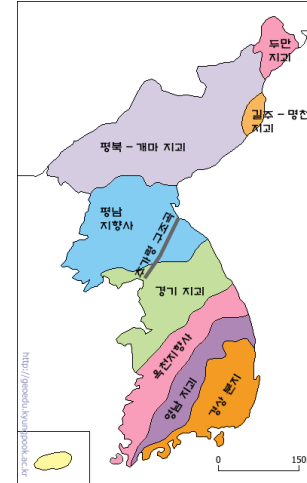 두만
지괴
길주 - 명천
지괴
평북 - 개마 지괴
평남
지향사
추가령 구조곡
경기 지괴
옥천지향사
영남 지괴
경상 분지
http://geoedu.kyungpook.ac.kr
0 150